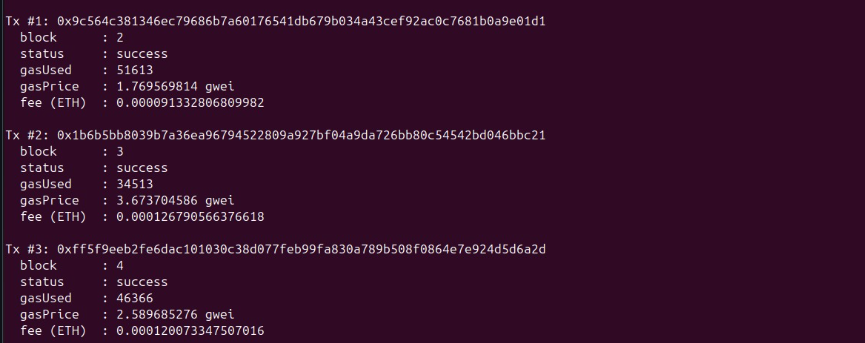 Tx #1: 0x9c564c381346ec79686b7a60176541db679b034a43cef92ac0c7681b0a9e01d1
block : 2
status : success
gasUsed : 51613
gasPrice : 1.769569814 gwei
fee (ETH) : 0.000091332806809982
Tx #2: 0x1b6b5bb8039b7a36ea96794522809a927bf04a9da726bb80c54542bd046bbc21
block : 3
status : success
gasUsed : 34513
gasPrice : 3.673704586 gwei
fee (ETH) : 0.000126790566376618
Tx #3: 0xff5f9eeb2fe6dac101030c38d077feb99fa830a789b508f0864e7e924d5d6a2d
block : 4
status : success
gasUsed : 46366
gasPrice : 2.589685276 gwei
fee (ETH) : 0.000120073347507016